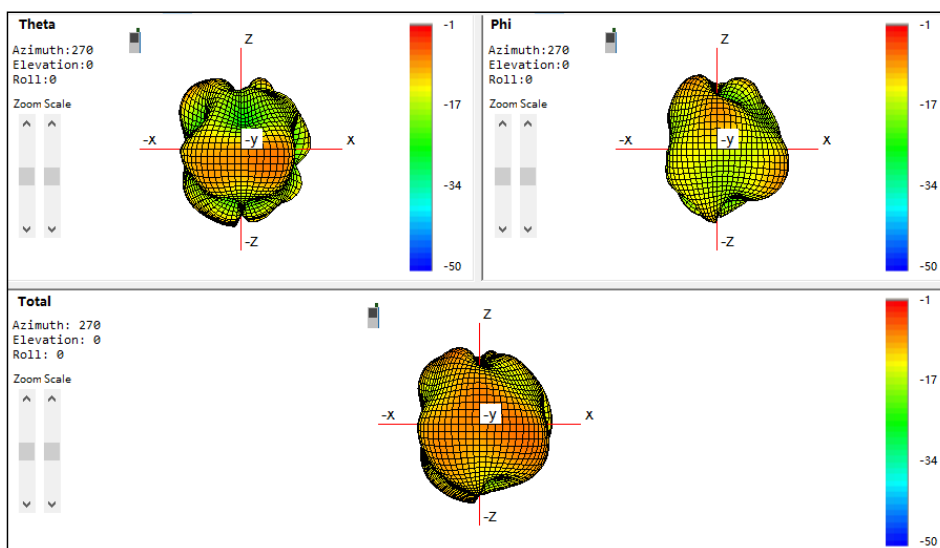 Theta
Azimuth:270
Elevation:0
Roll:0
Zoom Scale
Z
-x
-y
x
-Z
-1
-17
-34
-50
Phi
Azimuth:270
Elevation:0
Roll:0
Zoom Scale
Z
-x
-y
x
-Z
-1
-17
-34
-50
Total
Azimuth: 270
Elevation: 0
Roll: 0
Zoom Scale
Z
-x
-y
x
-Z
-1
-17
-34
-50